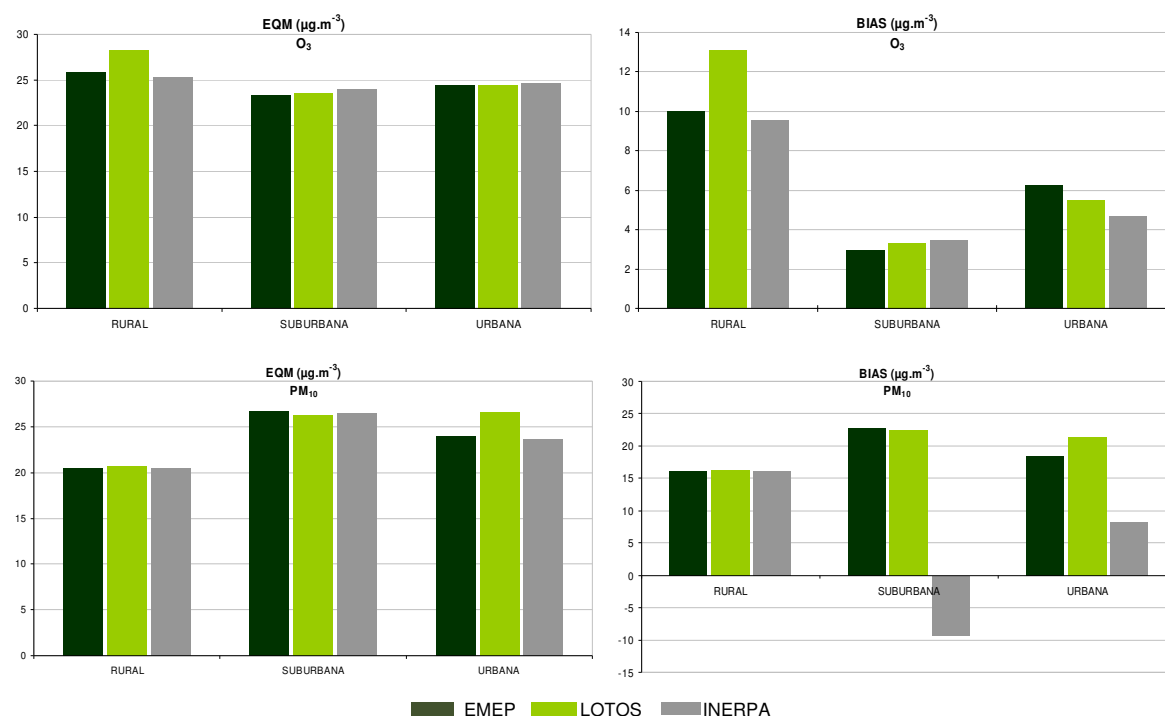 EQM (µg.m-3)
O3
30
25
20
15
10
5
0
RURAL SUBURBANA URBANA
BIAS (µg.m-3)
O3
14
12
10
8
6
4
2
0
RURAL SUBURBANA URBANA
EQM (µg.m-3)
PM10
30
25
20
15
10
5
0
RURAL SUBURBANA URBANA
BIAS (µg.m-3)
PM10
30
25
20
15
10
5
0
-5
-10
-15
RURAL SUBURBANA URBANA
EMEP LOTOS INERPA